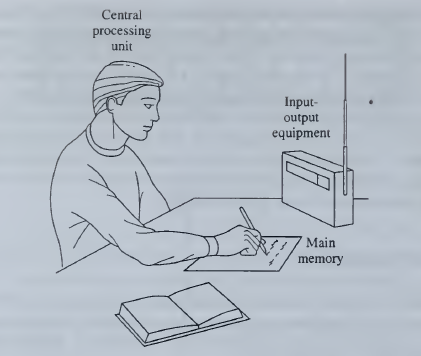 Central
processing
unit
Input-
output
equipment
Main
memory